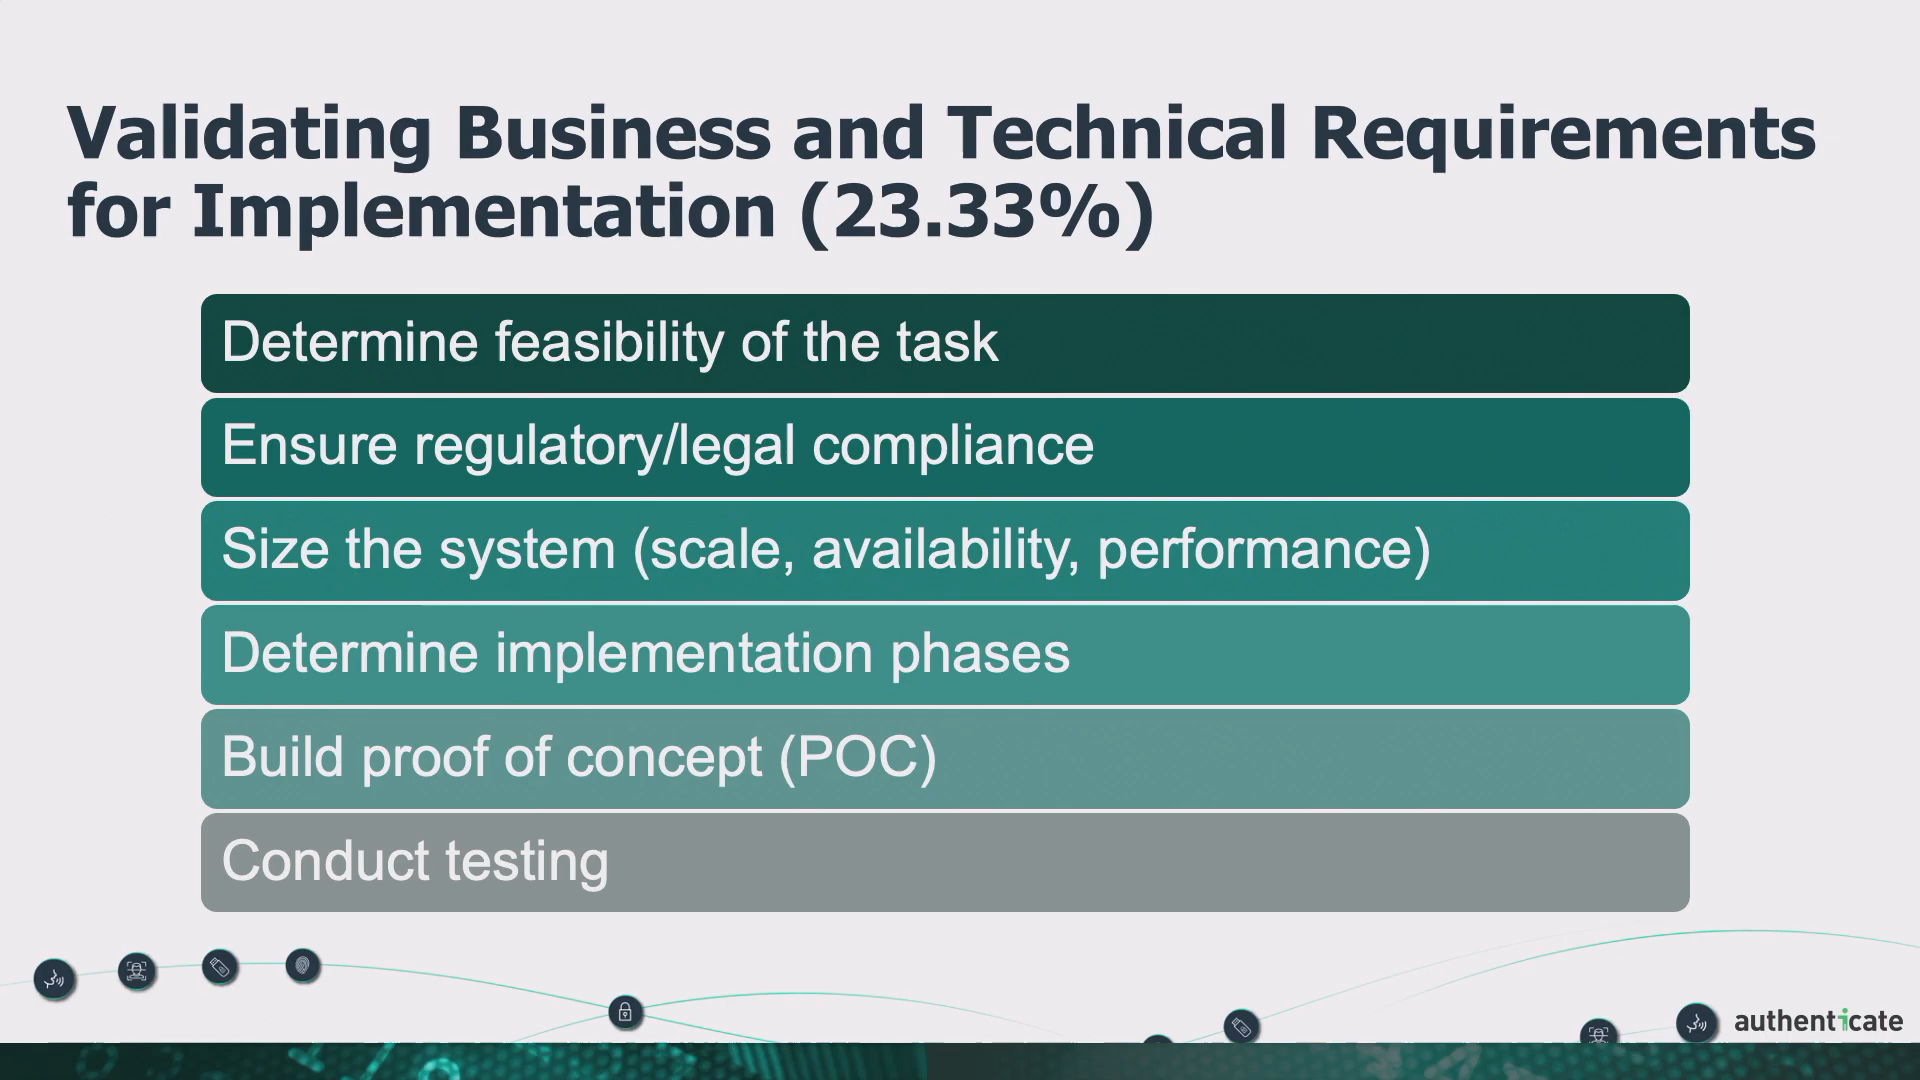 Validating Business and Technical Requirements
for Implementation (23.33%)
Determine feasibility of the task
Ensure regulatory/legal compliance
Size the system (scale, availability, performance)
Determine implementation phases
Build proof of concept (POC)
Conduct testing
authenticate